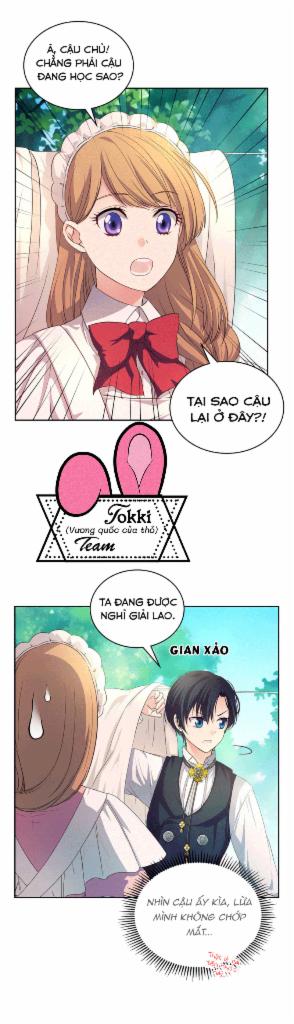 À, CẬU CHỦ!
CHẲNG PHẢI CẬU
ĐANG HỌC SAO?
TẠI SAO CẬU
LẠI Ở ĐÂY?!
Tokki
(Vương quốc của thỏ)
Team
TA ĐANG ĐƯỢC
NGHỈ GIẢI LAO.
GIAN XẢO
NHÌN CẬU ẤY KÌA, LỪA
MÌNH KHÔNG CHỚP
MẮT...